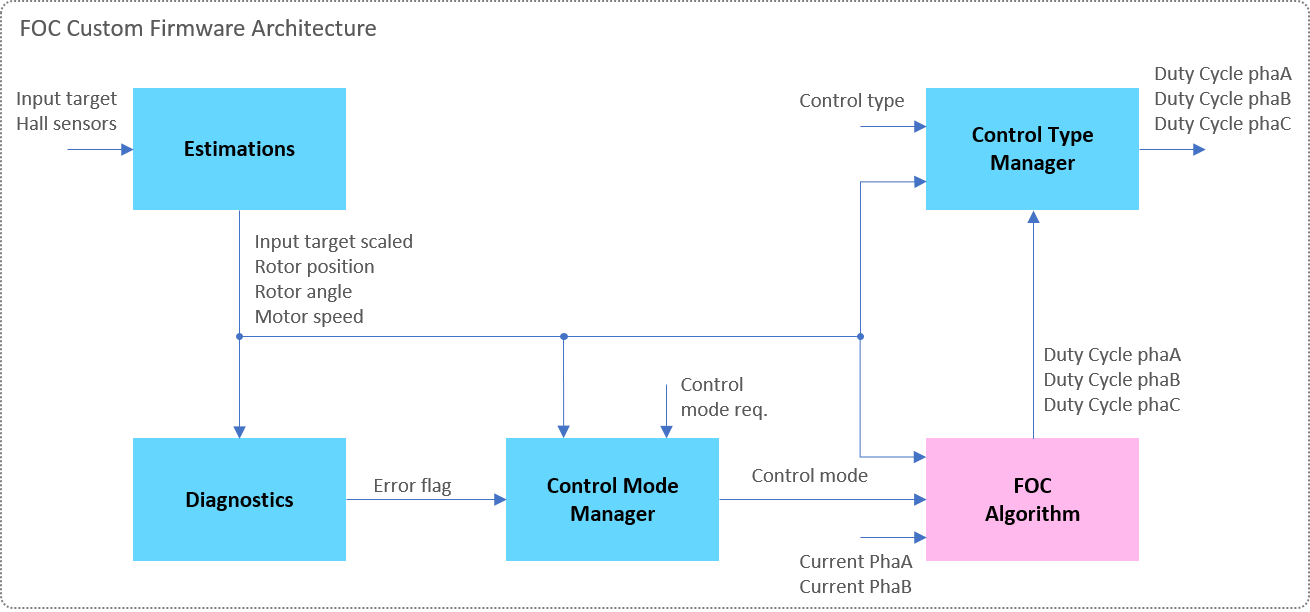 FOC Custom Firmware Architecture
Input target
Hall sensors
Estimations
Control type
Control Type
Manager
Duty Cycle phaA
Duty Cycle phaB
Duty Cycle phaC
Input target scaled
Rotor position
Rotor angle
Motor speed
Control
mode req.
Duty Cycle phaA
Duty Cycle phaB
Duty Cycle phaC
Diagnostics
Error flag
Control Mode
Manager
Control mode
FOC
Algorithm
Current PhaA
Current PhaB